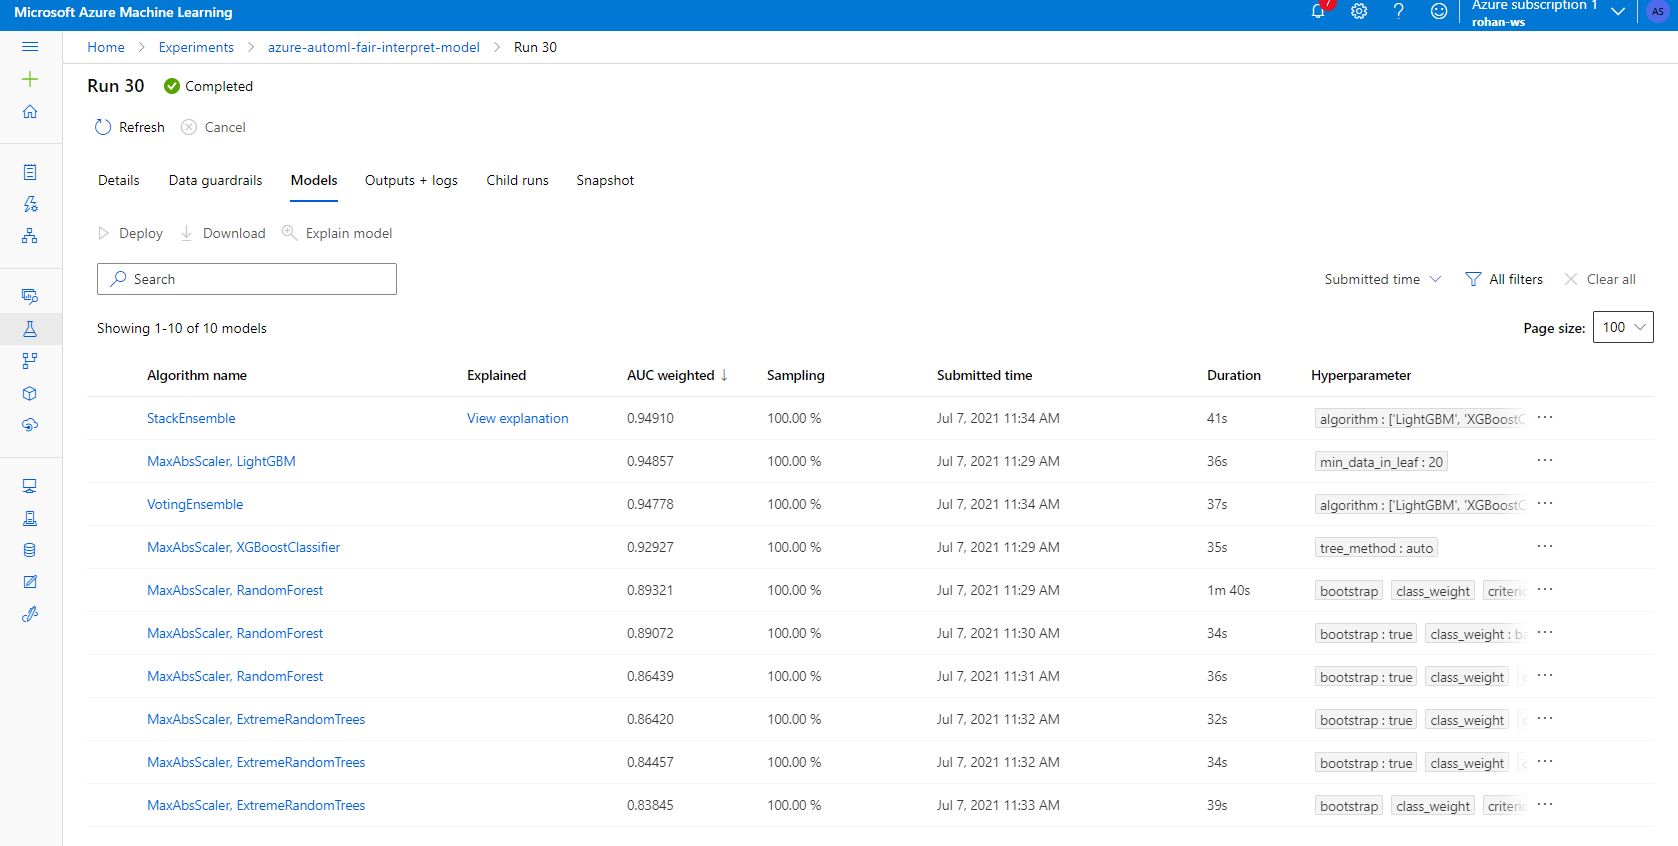 Microsoft Azure Machine Learning
7
Azure subscription 1
rohan-ws
AS
Home > Experiments > azure-automl-fair-interpret-model > Run 30
Run 30 Completed
Refresh Cancel
Details Data guardrails Models Outputs + logs Child runs Snapshot
Deploy Download Explain model
Search Submitted time All filters Clear all
Showing 1-10 of 10 models Page size: 100
Algorithm name Explained AUC weighted ↓ Sampling Submitted time Duration Hyperparameter
StackEnsemble View explanation 0.94910 100.00 % Jul 7, 2021 11:34 AM 41s algorithm : ['LightGBM', 'XGBoostC ...
MaxAbsScaler, LightGBM 0.94857 100.00 % Jul 7, 2021 11:29 AM 36s min_data_in_leaf : 20 ...
VotingEnsemble 0.94778 100.00 % Jul 7, 2021 11:34 AM 37s algorithm : ['LightGBM', 'XGBoostC ...
MaxAbsScaler, XGBoostClassifier 0.92927 100.00 % Jul 7, 2021 11:29 AM 35s tree_method : auto ...
MaxAbsScaler, RandomForest 0.89321 100.00 % Jul 7, 2021 11:29 AM 1m 40s bootstrap class_weight criteric ...
MaxAbsScaler, RandomForest 0.89072 100.00 % Jul 7, 2021 11:30 AM 34s bootstrap : true class_weight : ba ...
MaxAbsScaler, RandomForest 0.86439 100.00 % Jul 7, 2021 11:31 AM 36s bootstrap : true class_weight c ...
MaxAbsScaler, ExtremeRandomTrees 0.86420 100.00 % Jul 7, 2021 11:32 AM 32s bootstrap : true class_weight c ...
MaxAbsScaler, ExtremeRandomTrees 0.84457 100.00 % Jul 7, 2021 11:32 AM 34s bootstrap : true class_weight c ...
MaxAbsScaler, ExtremeRandomTrees 0.83845 100.00 % Jul 7, 2021 11:33 AM 39s bootstrap class_weight criteric ...